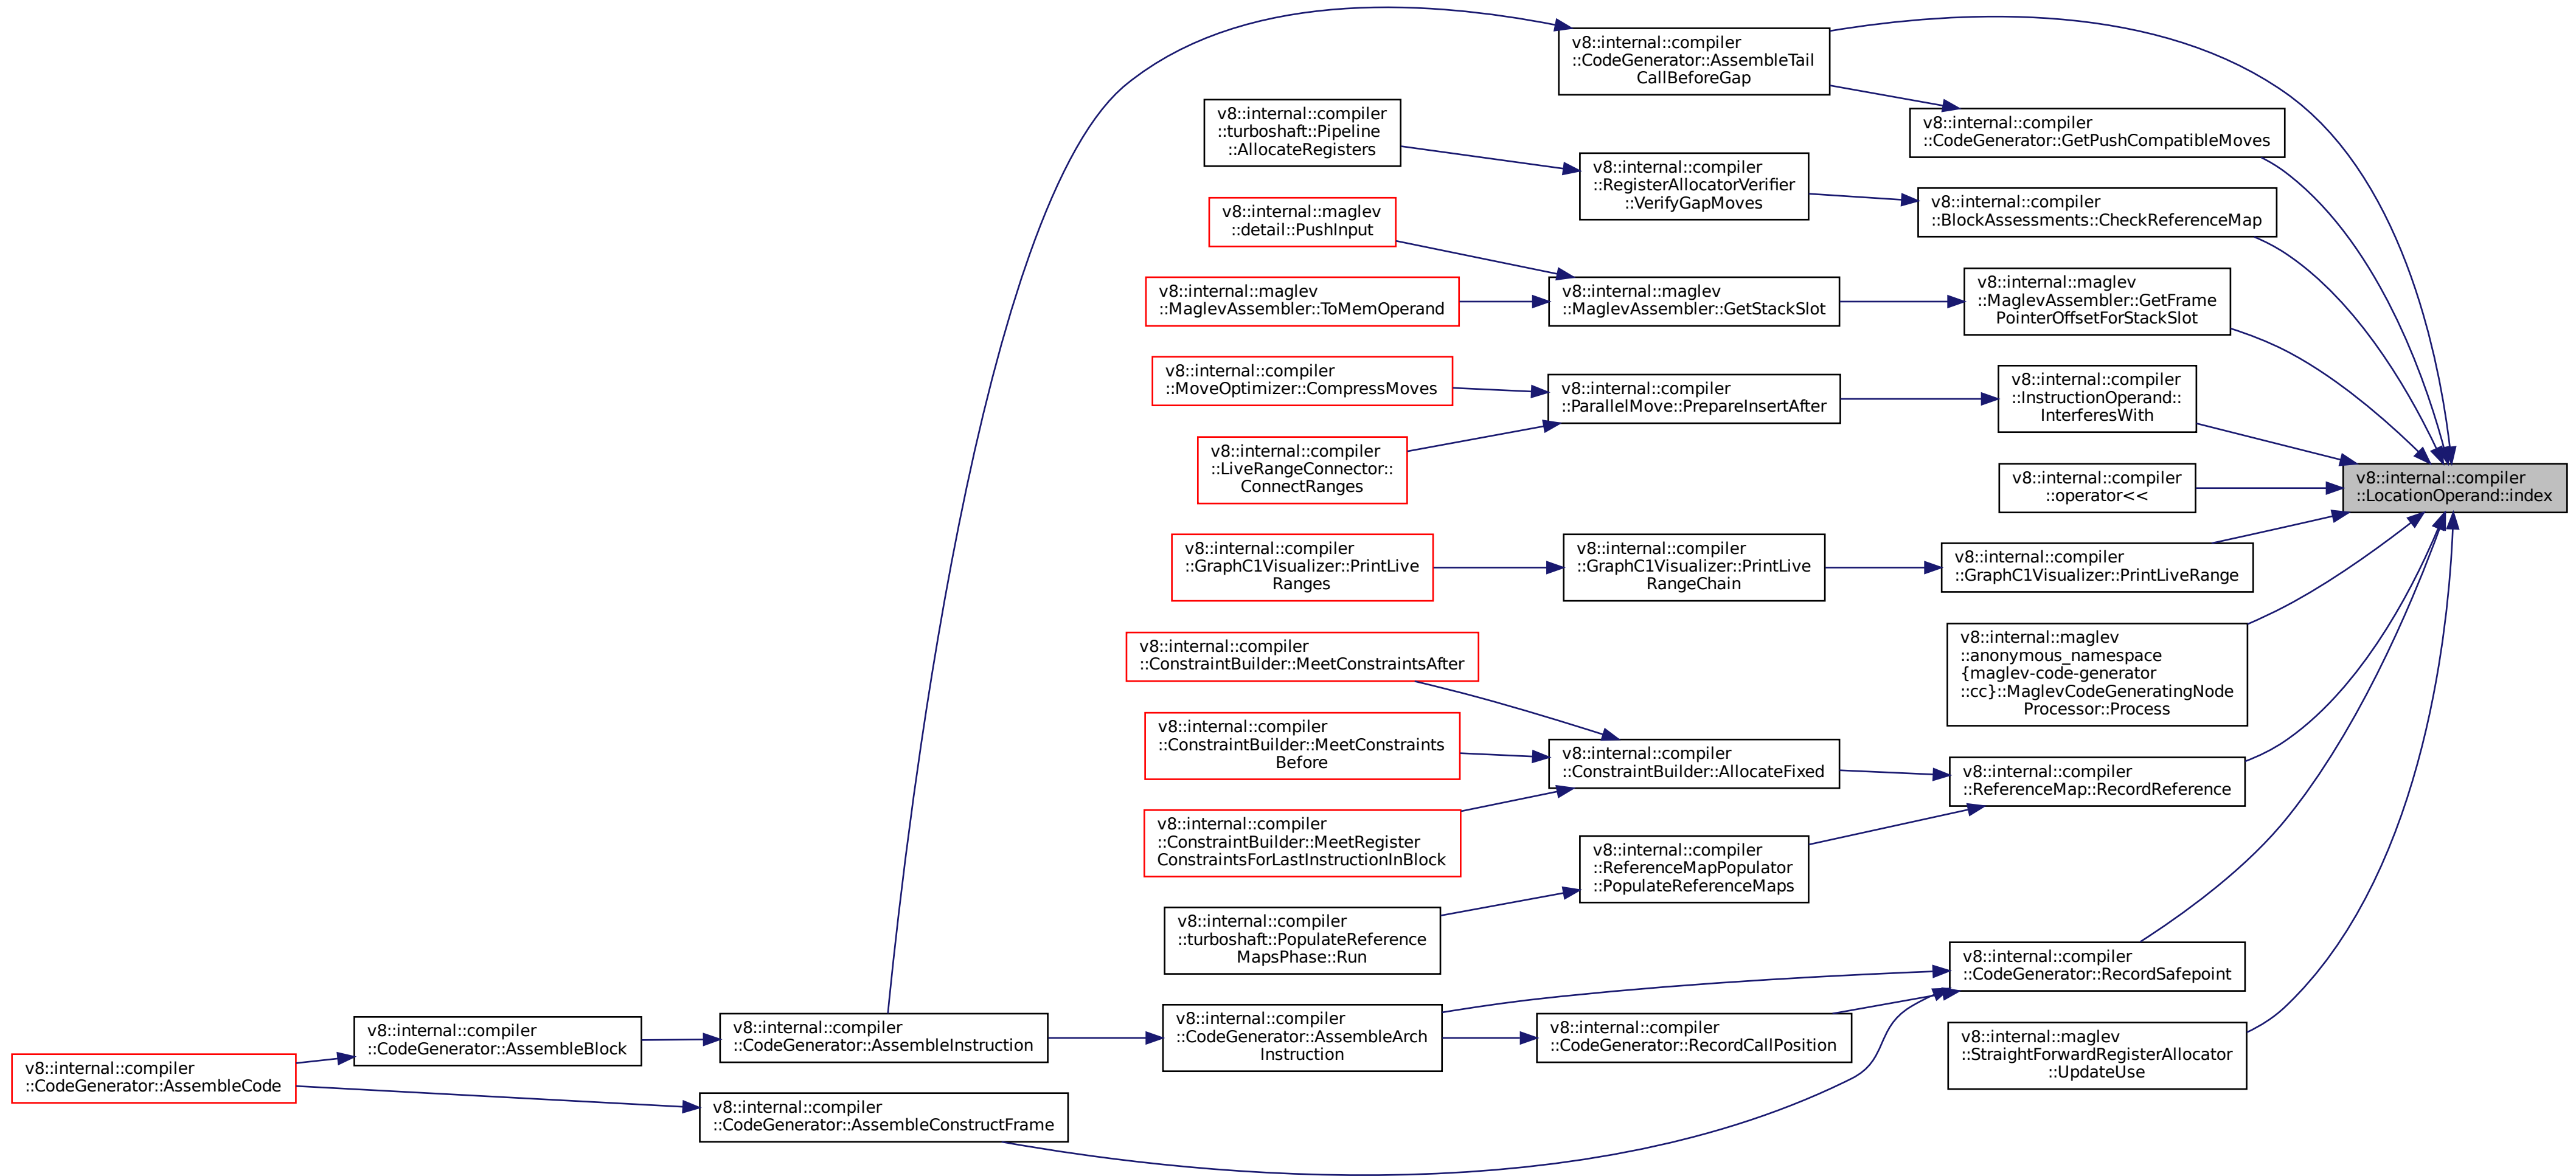 v8::internal::compiler
::CodeGenerator::AssembleTail
CallBeforeGap
v8::internal::compiler
::turboshaft::Pipeline
::AllocateRegisters
v8::internal::compiler
::CodeGenerator::GetPushCompatibleMoves
v8::internal::compiler
::RegisterAllocatorVerifier
::VerifyGapMoves
v8::internal::compiler
::BlockAssessments::CheckReferenceMap
v8::internal::maglev
::detail::PushInput
v8::internal::maglev
::MaglevAssembler::ToMemOperand
v8::internal::maglev
::MaglevAssembler::GetStackSlot
v8::internal::maglev
::MaglevAssembler::GetFrame
PointerOffsetForStackSlot
v8::internal::compiler
::MoveOptimizer::CompressMoves
v8::internal::compiler
::ParallelMove::PrepareInsertAfter
v8::internal::compiler
::InstructionOperand::
InterferesWith
v8::internal::compiler
::LiveRangeConnector::
ConnectRanges
v8::internal::compiler
::operator<<
v8::internal::compiler
::LocationOperand::index
v8::internal::compiler
::GraphC1Visualizer::PrintLive
Ranges
v8::internal::compiler
::GraphC1Visualizer::PrintLive
RangeChain
v8::internal::compiler
::GraphC1Visualizer::PrintLiveRange
v8::internal::maglev
::anonymous_namespace
{maglev-code-generator
::cc}::MaglevCodeGeneratingNode
Processor::Process
v8::internal::compiler
::ConstraintBuilder::MeetConstraintsAfter
v8::internal::compiler
::ConstraintBuilder::MeetConstraints
Before
v8::internal::compiler
::ConstraintBuilder::AllocateFixed
v8::internal::compiler
::ReferenceMap::RecordReference
v8::internal::compiler
::ConstraintBuilder::MeetRegister
ConstraintsForLastInstructionInBlock
v8::internal::compiler
::ReferenceMapPopulator
::PopulateReferenceMaps
v8::internal::compiler
::turboshaft::PopulateReference
MapsPhase::Run
v8::internal::compiler
::CodeGenerator::RecordSafepoint
v8::internal::compiler
::CodeGenerator::AssembleCode
v8::internal::compiler
::CodeGenerator::AssembleBlock
v8::internal::compiler
::CodeGenerator::AssembleInstruction
v8::internal::compiler
::CodeGenerator::AssembleArch
Instruction
v8::internal::compiler
::CodeGenerator::RecordCallPosition
v8::internal::maglev
::StraightForwardRegisterAllocator
::UpdateUse
v8::internal::compiler
::CodeGenerator::AssembleConstructFrame